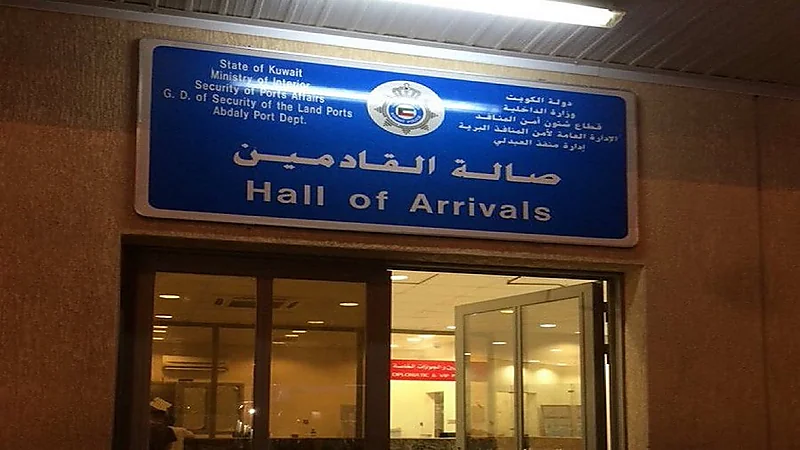 State of Kuwait
Ministry of Interior
Security of Ports Affairs
G. D. of Security of the Land Ports
Abdaly Port Dept.
دولة الكويت
وزارة الداخلية
قطاع شئون أمن المنافذ
الإدارة العامة لأمن المنافذ البرية
إدارة منفذ العبدلي
صالة القادمين
Hall of Arrivals
والجوازات الخاصة
DIPLOMATIC & VIP